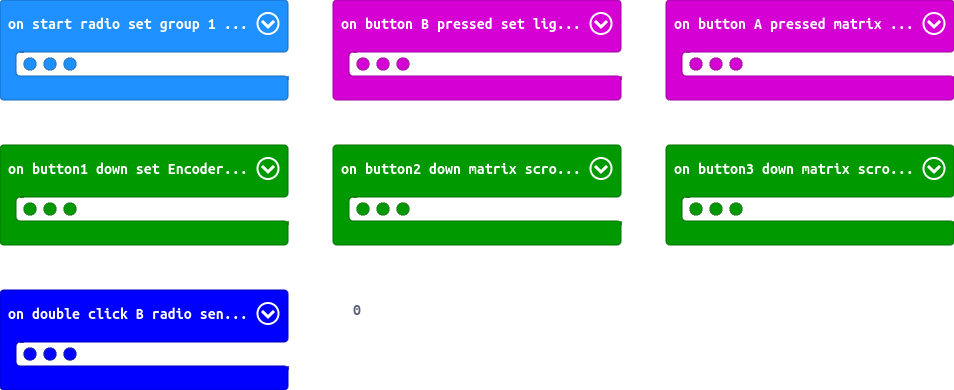 on start radio set group 1 ...
on button B pressed set lig...
on button A pressed matrix ...
on button1 down set Encoder...
on button2 down matrix scro...
on button3 down matrix scro...
on double click B radio sen...
0